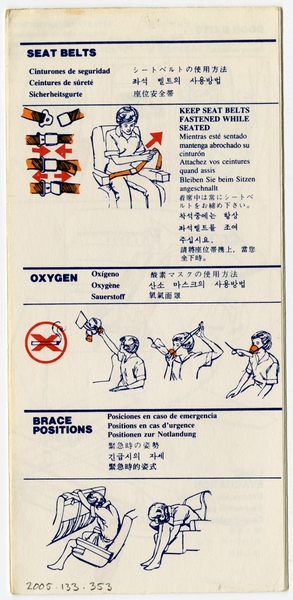 SEAT BELTS
Cinturones de seguridad
Ceintures de sûreté
Sicherheitsgurte
シートベルトの使用方法
좌석 벨트의 사용방법
座位安全帶
KEEP SEAT BELTS
FASTENED WHILE
SEATED
Mientras esté sentado
mantenga abrochado su
cinturón
Attachez vos ceintures
quand assis
Bleiben Sie beim Sitzen
angeschnallt
着席中は常にシートベ
ルトをお締め下さい。
착석중에는 항상
좌석벨트를 조여
주십시요.
請將座位帶携上，當您
坐下時。
OXYGEN
Oxígeno
Oxygène
Sauerstoff
酸素マスクの使用方法
산소 마스크의 사용방법
氧氣面罩
BRACE
POSITIONS
Posiciones en caso de emergencia
Positions en cas d'urgence
Positionen zur Notlandung
緊急時の姿勢
긴급시의 자세
緊急時的姿式
2005.133.353